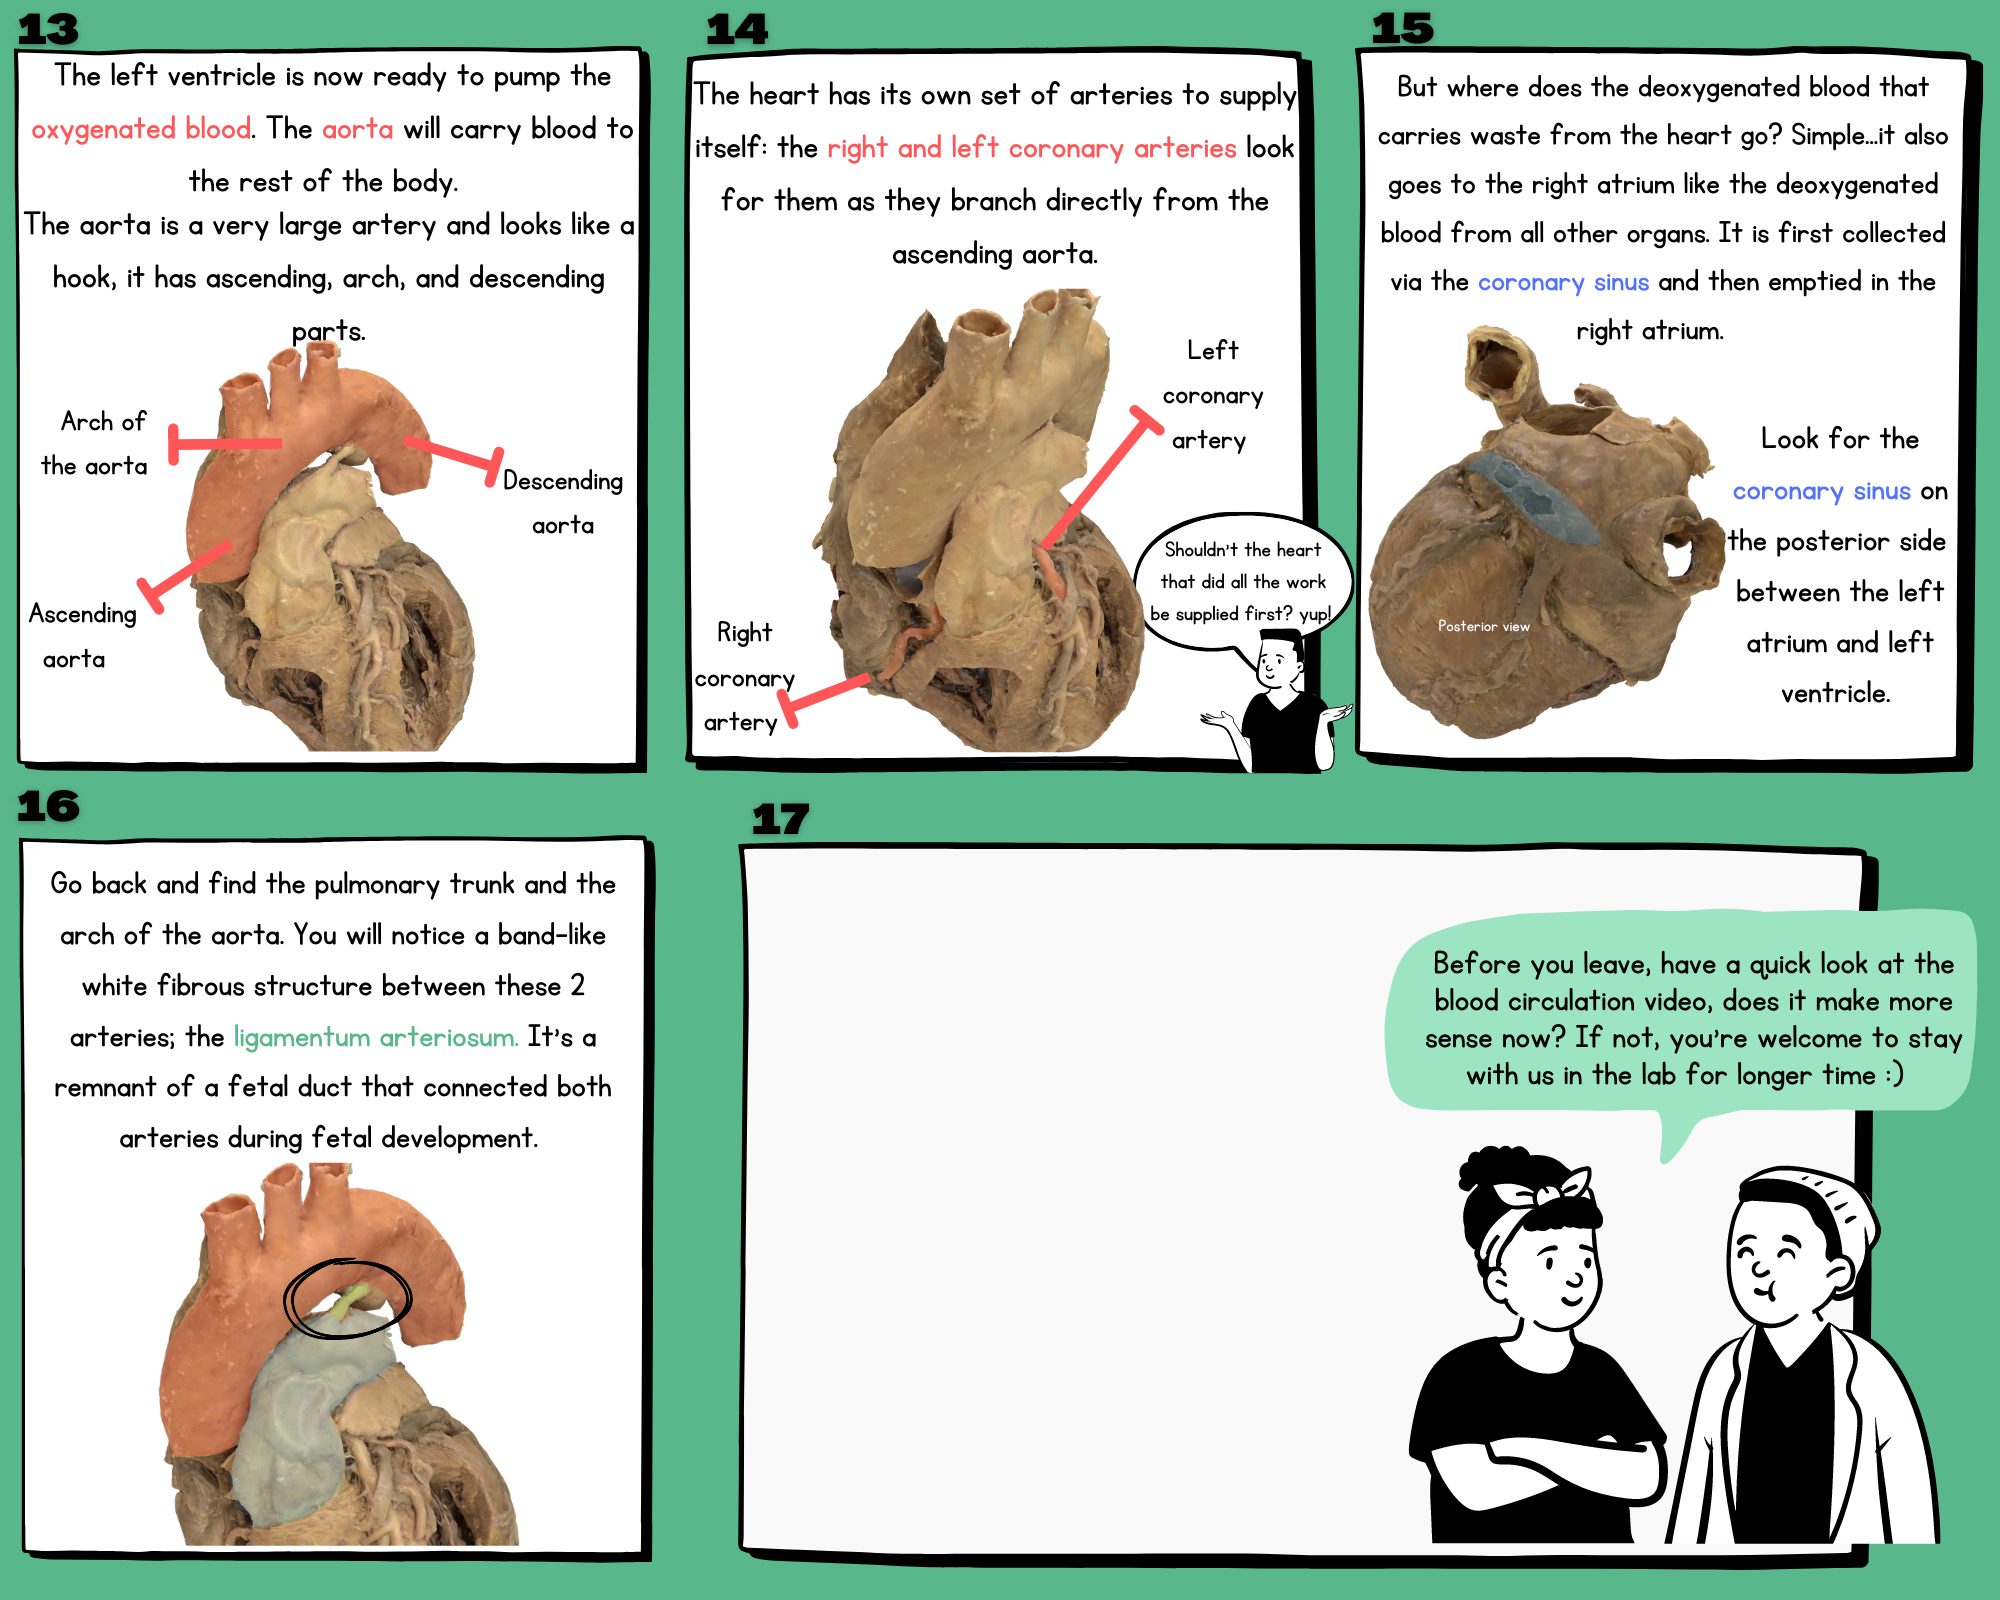 13
The left ventricle is now ready to pump the
oxygenated blood. The aorta will carry blood to
the rest of the body.
The aorta is a very large artery and looks like a
hook, it has ascending, arch, and descending
parts.
Arch of
the aorta
Descending
aorta
Ascending
aorta
14
The heart has its own set of arteries to supply
itself: the right and left coronary arteries look
for them as they branch directly from the
ascending aorta.
Left
coronary
artery
Shouldn't the heart
that did all the work
be supplied first? yup!
Right
coronary
artery
15
But where does the deoxygenated blood that
carries waste from the heart go? Simple...it also
goes to the right atrium like the deoxygenated
blood from all other organs. It is first collected
via the coronary sinus and then emptied in the
right atrium.
Look for the
coronary sinus on
the posterior side
between the left
atrium and left
ventricle.
Posterior view
16
Go back and find the pulmonary trunk and the
arch of the aorta. You will notice a band-like
white fibrous structure between these 2
arteries; the ligamentum arteriosum. It's a
remnant of a fetal duct that connected both
arteries during fetal development.
17
Before you leave, have a quick look at the
blood circulation video, does it make more
sense now? If not, you're welcome to stay
with us in the lab for longer time :)